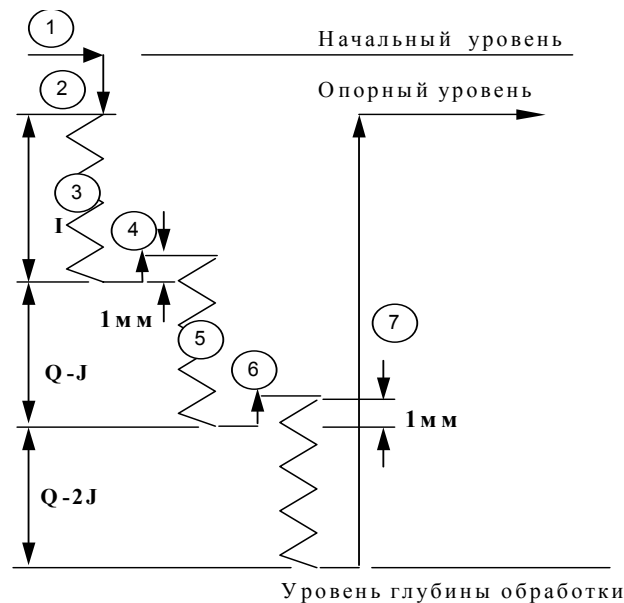 1
Начальный уровень
2
Опорный уровень
3
I
4
1мм
5
7
Q-J
6
1мм
Q-2J
Уровень глубины обработки